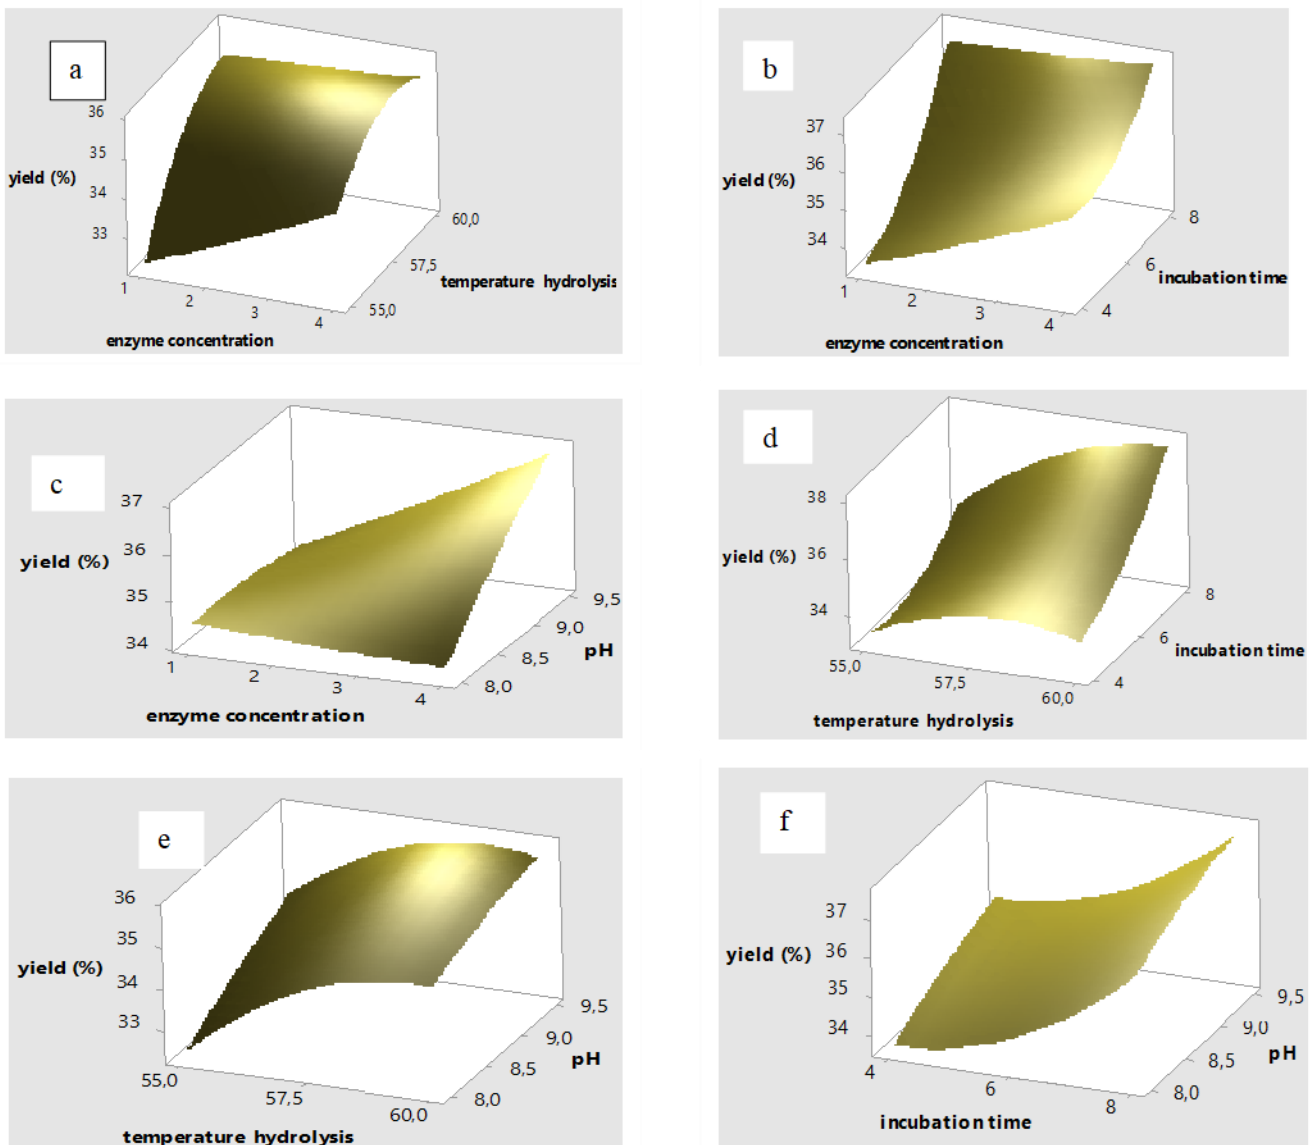 a
36
35
yield (%)
34
33
1
2
3
4
60,0
57,5
55,0
temperature hydrolysis
enzyme concentration
b
37
36
yield (%)
35
34
1
2
3
4
8
6
4
incubation time
enzyme concentration
c
37
36
yield (%)
35
34
1
2
3
4
9,5
9,0
8,5
8,0
pH
enzyme concentration
d
38
yield (%) 36
34
55,0
57,5
60,0
8
6
4
incubation time
temperature hydrolysis
e
36
35
yield (%)
34
33
55,0
57,5
60,0
9,5
9,0
8,5
8,0
pH
temperature hydrolysis
f
37
yield (%) 36
35
34
4
6
8
9,5
9,0
8,5
8,0
pH
incubation time